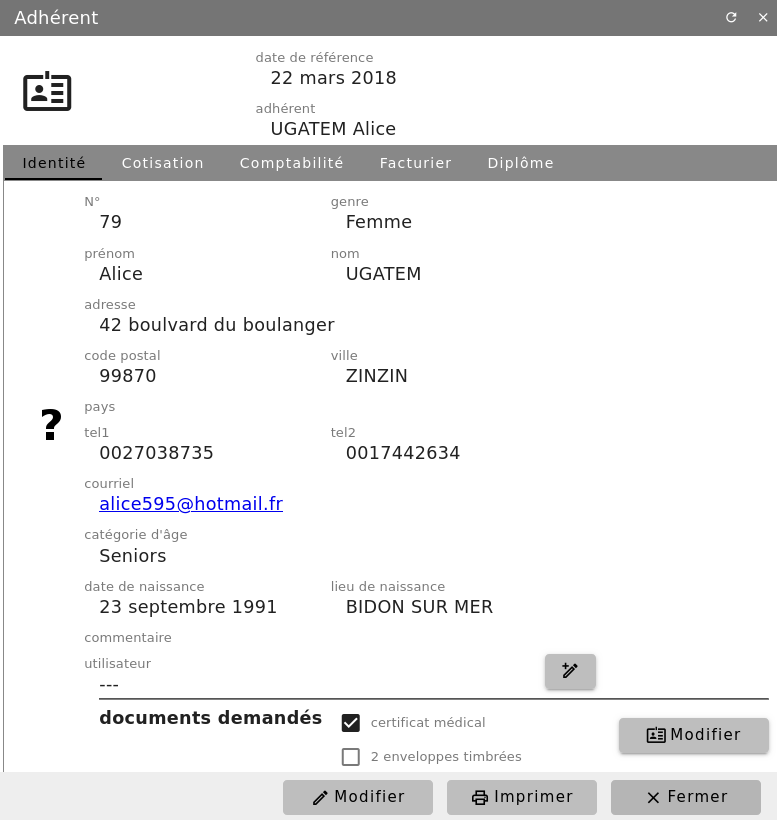 Adhérent
date de référence
22 mars 2018
adhérent
UGATEM Alice
Identité Cotisation Comptabilité Facturier Diplôme
N° genre
79 Femme
prénom nom
Alice UGATEM
adresse
42 boulvard du boulanger
code postal ville
99870 ZINZIN
pays
?
tel1 tel2
0027038735 0017442634
courriel
alice595@hotmail.fr
catégorie d'âge
Seniors
date de naissance lieu de naissance
23 septembre 1991 BIDON SUR MER
commentaire
utilisateur
---
documents demandés certificat médical
Modifier
2 enveloppes timbrées
Modifier Imprimer Fermer